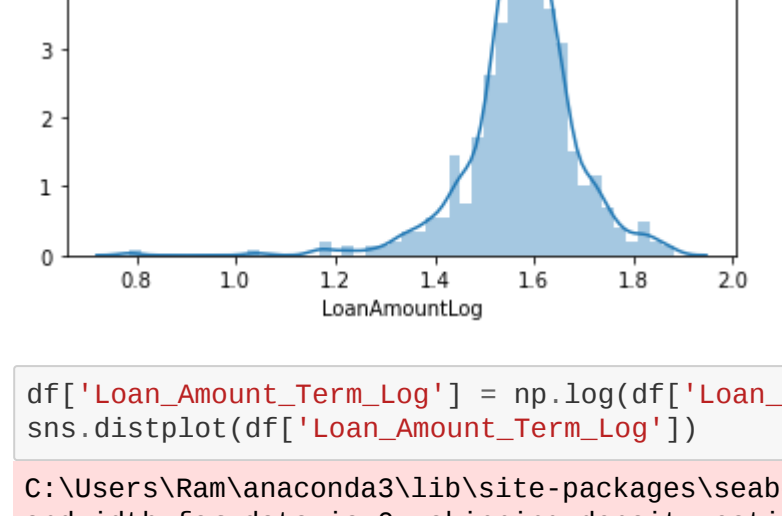 3
2
1
0
0.8 1.0 1.2 1.4 1.6 1.8 2.0
LoanAmountLog
df['Loan_Amount_Term_Log'] = np.log(df['Loan_
sns.distplot(df['Loan_Amount_Term_Log'])
C:\Users\Ram\anaconda3\lib\site-packages\seab